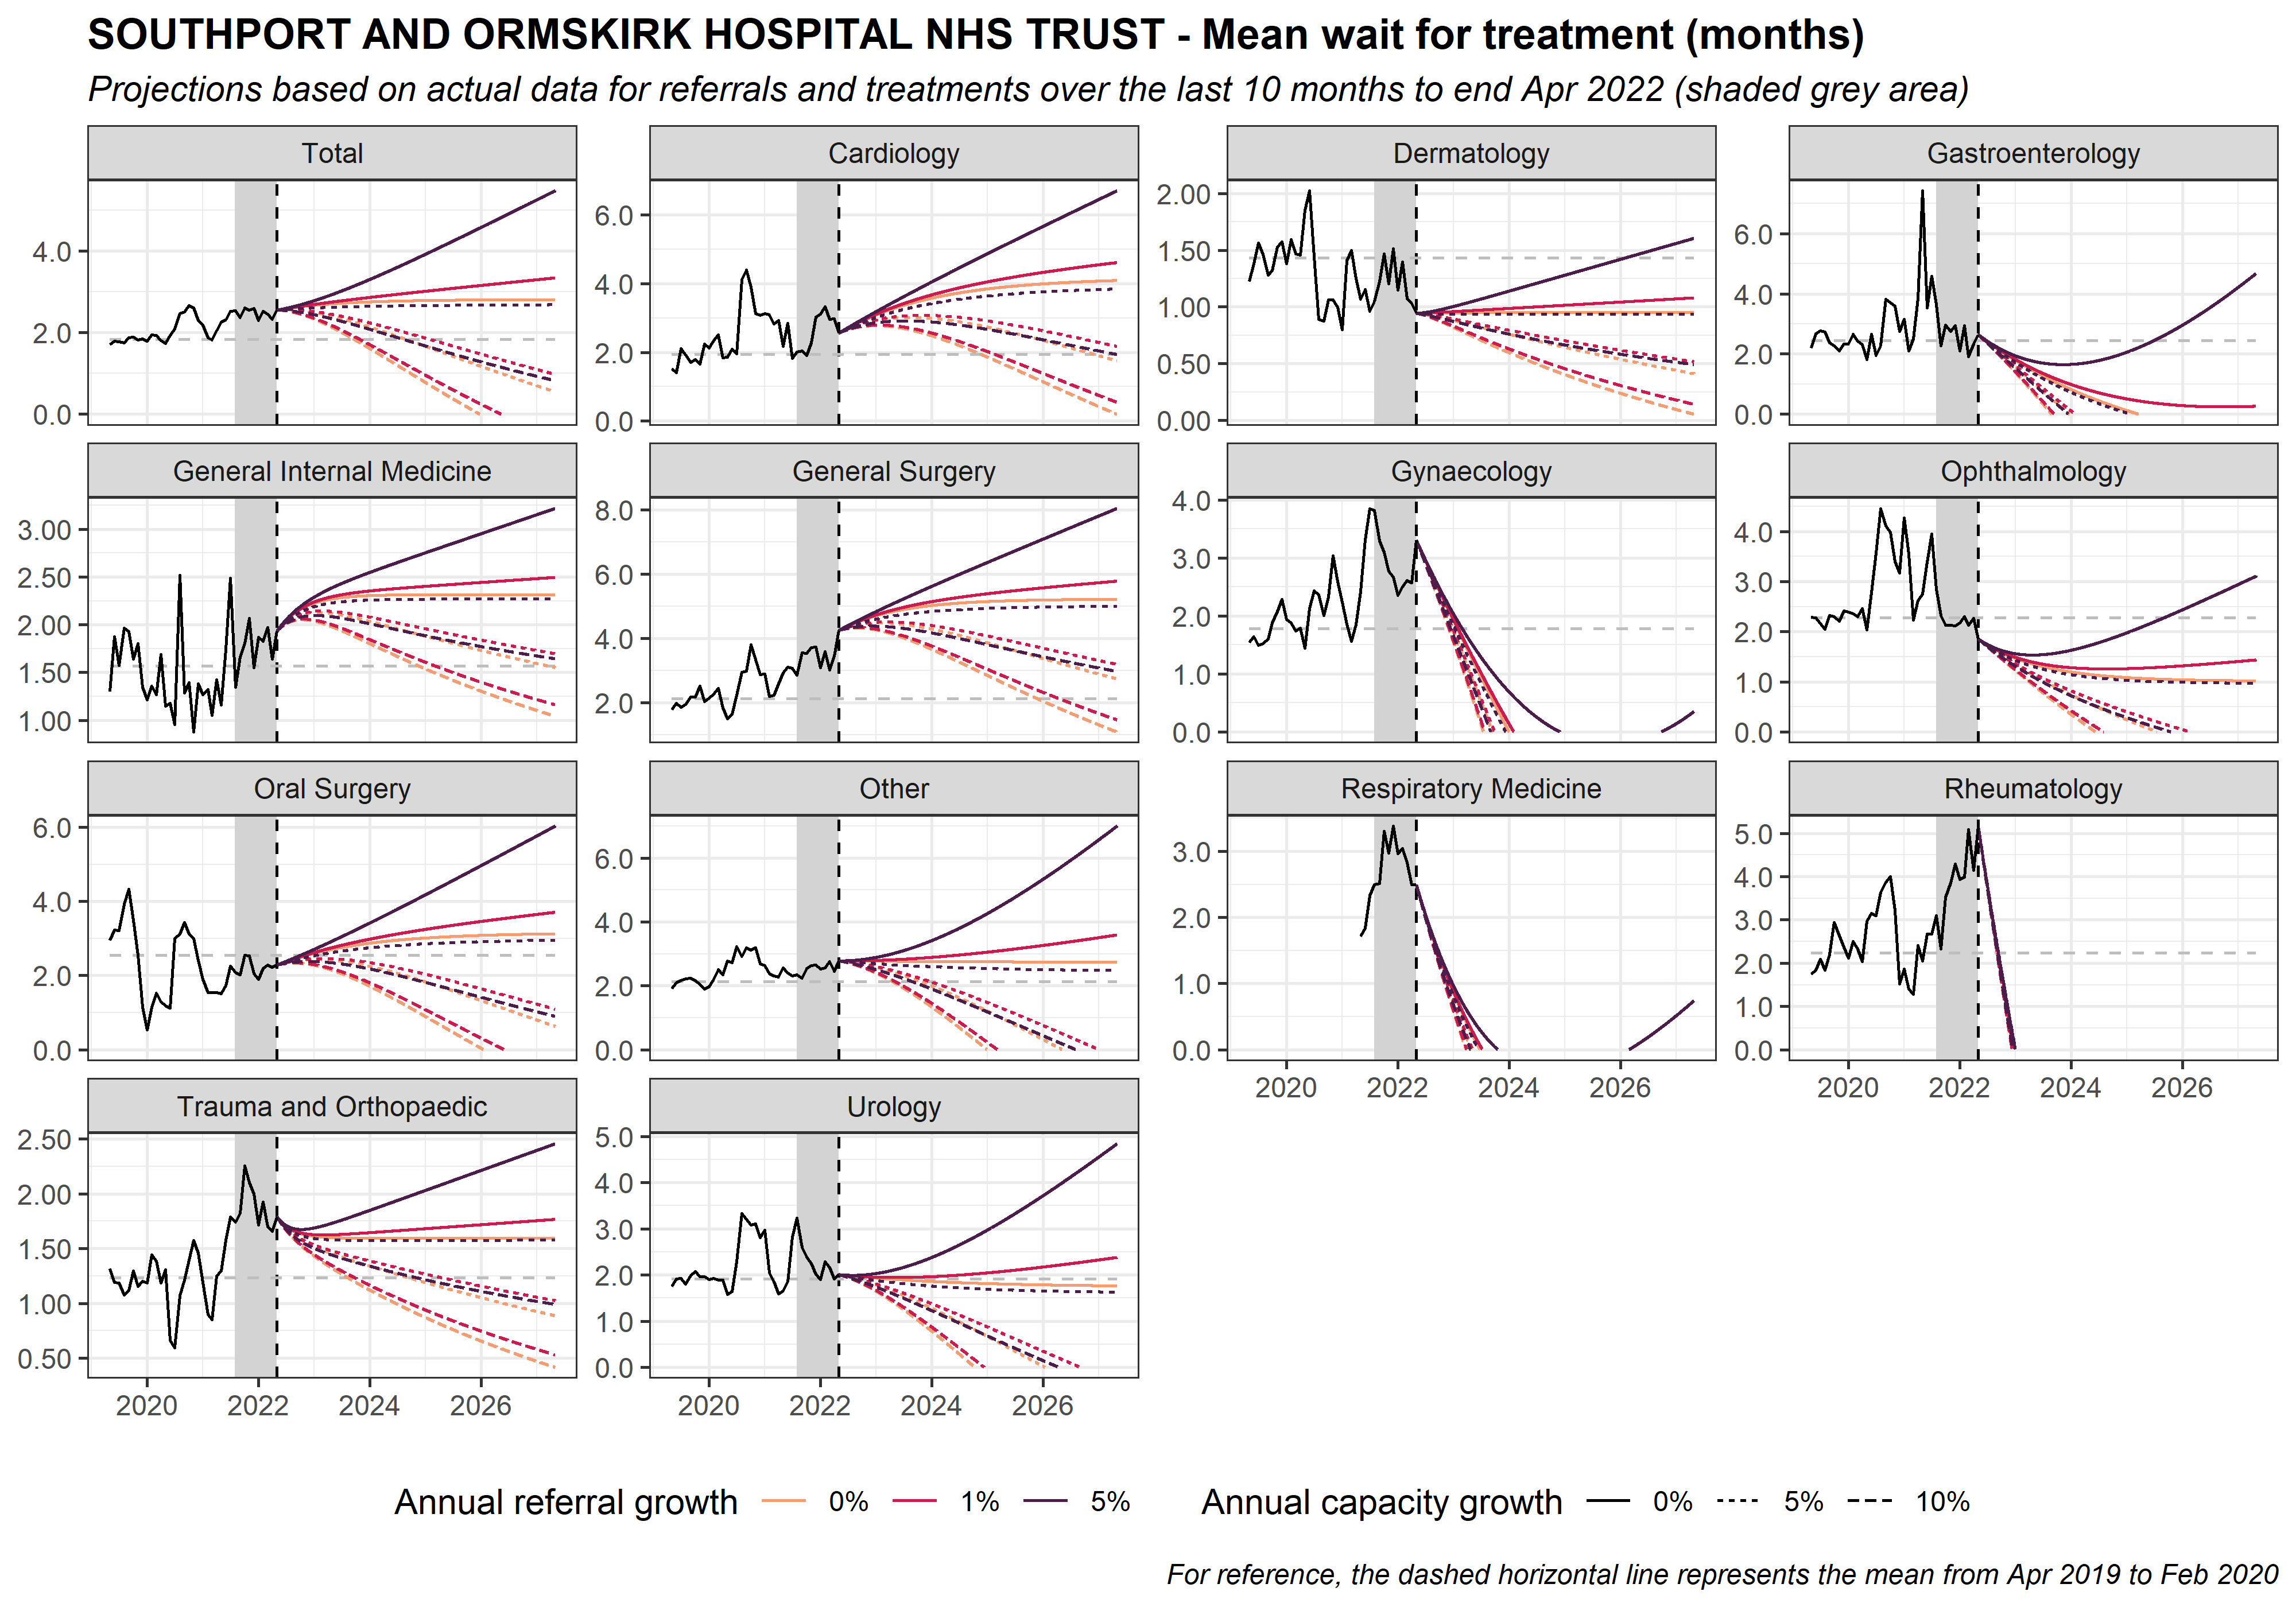 SOUTHPORT AND ORMSKIRK HOSPITAL NHS TRUST - Mean wait for treatment (months)
Projections based on actual data for referrals and treatments over the last 10 months to end Apr 2022 (shaded grey area)
Total
Cardiology
Dermatology
Gastroenterology
4.0
2.0
0.0
6.0
4.0
2.0
0.0
2.00
1.50
1.00
0.50
0.00
6.0
4.0
2.0
0.0
General Internal Medicine
General Surgery
Gynaecology
Ophthalmology
3.00
2.50
2.00
1.50
1.00
8.0
6.0
4.0
2.0
4.0
3.0
2.0
1.0
0.0
4.0
3.0
2.0
1.0
0.0
Oral Surgery
Other
Respiratory Medicine
Rheumatology
6.0
4.0
2.0
0.0
6.0
4.0
2.0
0.0
3.0
2.0
1.0
0.0
5.0
4.0
3.0
2.0
1.0
0.0
2020 2022 2024 2026
2020 2022 2024 2026
Trauma and Orthopaedic
Urology
2.50
2.00
1.50
1.00
0.50
5.0
4.0
3.0
2.0
1.0
0.0
2020 2022 2024 2026
2020 2022 2024 2026
Annual referral growth 0% 1% 5%
Annual capacity growth 0% 5% 10%
For reference, the dashed horizontal line represents the mean from Apr 2019 to Feb 2020